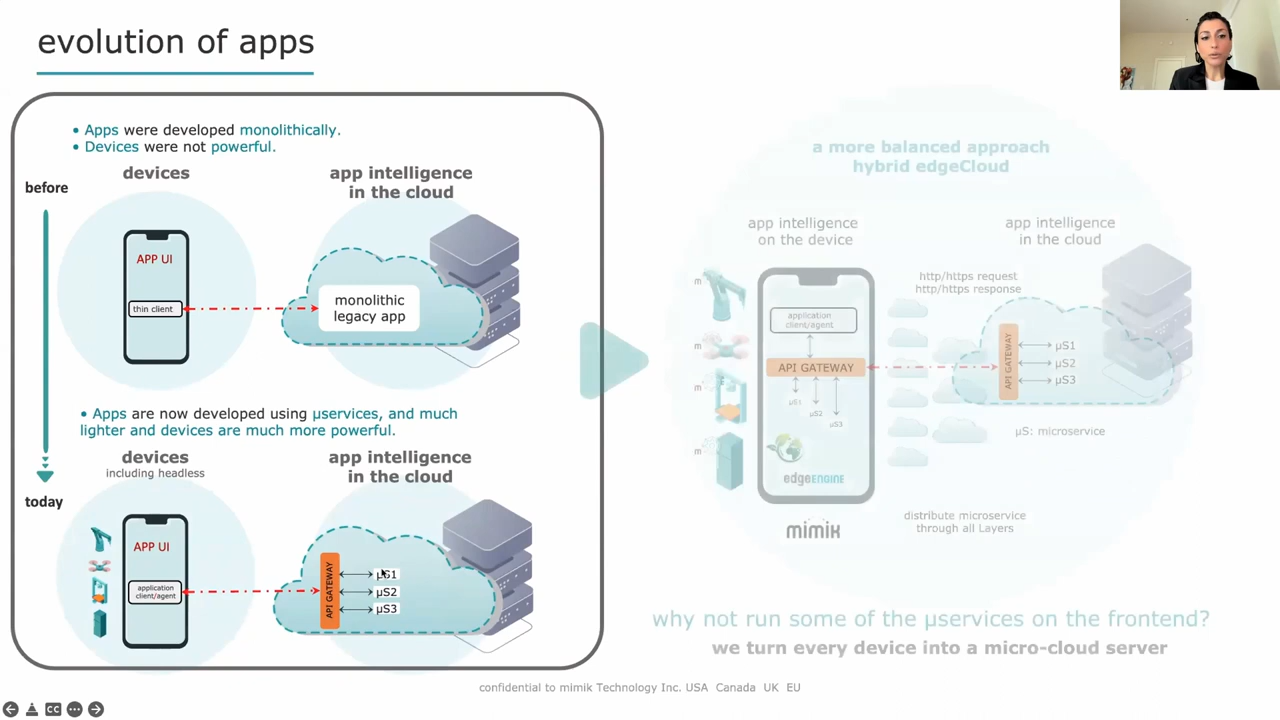 evolution of apps
• Apps were developed monolithically.
• Devices were not powerful.
before
devices
app intelligence
in the cloud
APP UI
thin client
monolithic
legacy app
• Apps are now developed using µservices, and much
lighter and devices are much more powerful.
today
devices
including headless
app intelligence
in the cloud
APP UI
application
client/agent
API GATEWAY
µS1
µS2
µS3
a more balanced approach
hybrid edgeCloud
app intelligence
on the device
app intelligence
in the cloud
http/https request
http/https response
m
m
m
m
application
client/agent
API GATEWAY
µS1
µS2
µS3
edgeENGINE
mimik
API GATEWAY
µS1
µS2
µS3
µS: microservice
distribute microservice
through all Layers
why not run some of the µservices on the frontend?
we turn every device into a micro-cloud server
confidential to mimik Technology Inc. USA Canada UK EU
CC